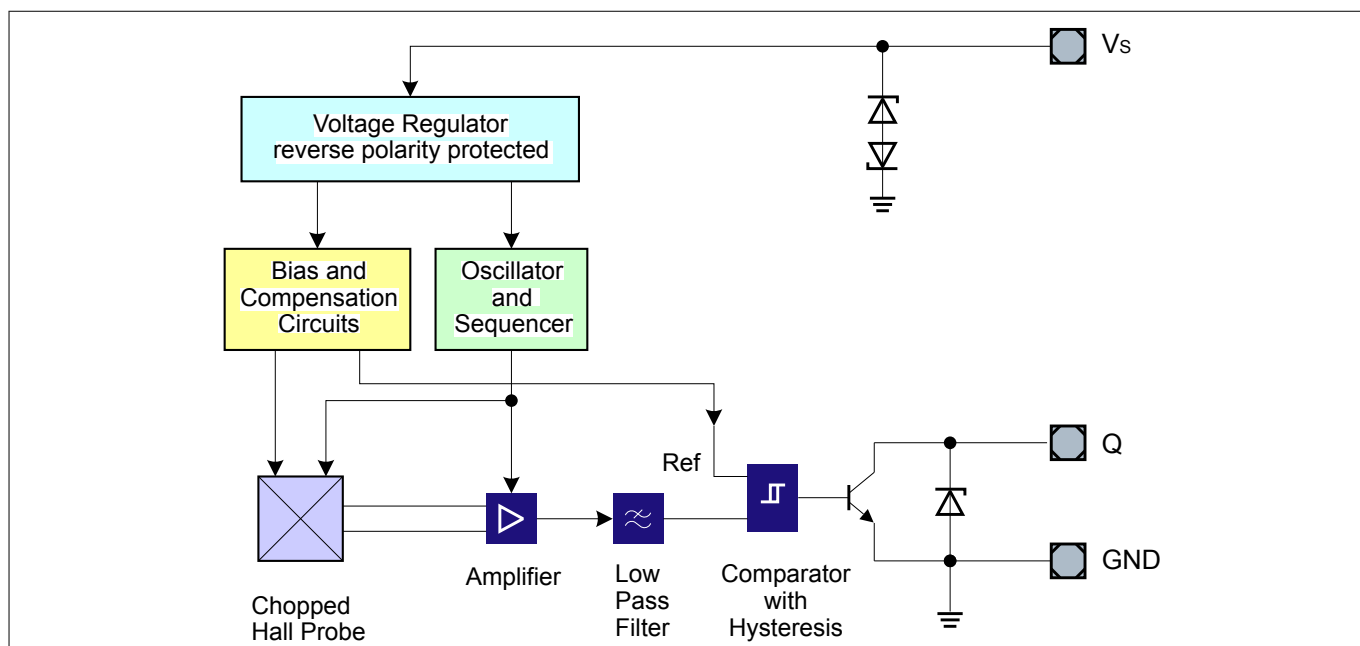 Vs
Voltage Regulator
reverse polarity protected
Bias and
Compensation
Circuits
Oscillator
and
Sequencer
Ref
Q
GND
Amplifier
Low
Pass
Filter
Comparator
with
Hysteresis
Chopped
Hall Probe